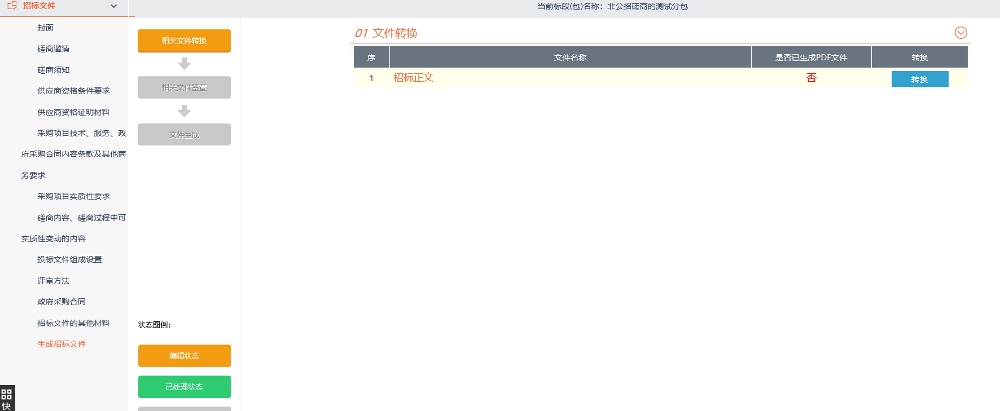 招标文件
当前标段(包)名称：非公招磋商的测试分包
封面
磋商邀请
磋商须知
供应商资格条件要求
供应商资格证明材料
采购项目技术、服务、政
府采购合同内容条款及其他商
务要求
采购项目实质性要求
磋商内容、磋商过程中可
实质性变动的内容
投标文件组成设置
评审方法
政府采购合同
招标文件的其他材料
生成招标文件
快
相关文件转换
相关文件签章
文件生成
状态图例：
编辑状态
已处理状态
01 文件转换
序 文件名称 是否已生成PDF文件 转换
1 招标正文 否 转换